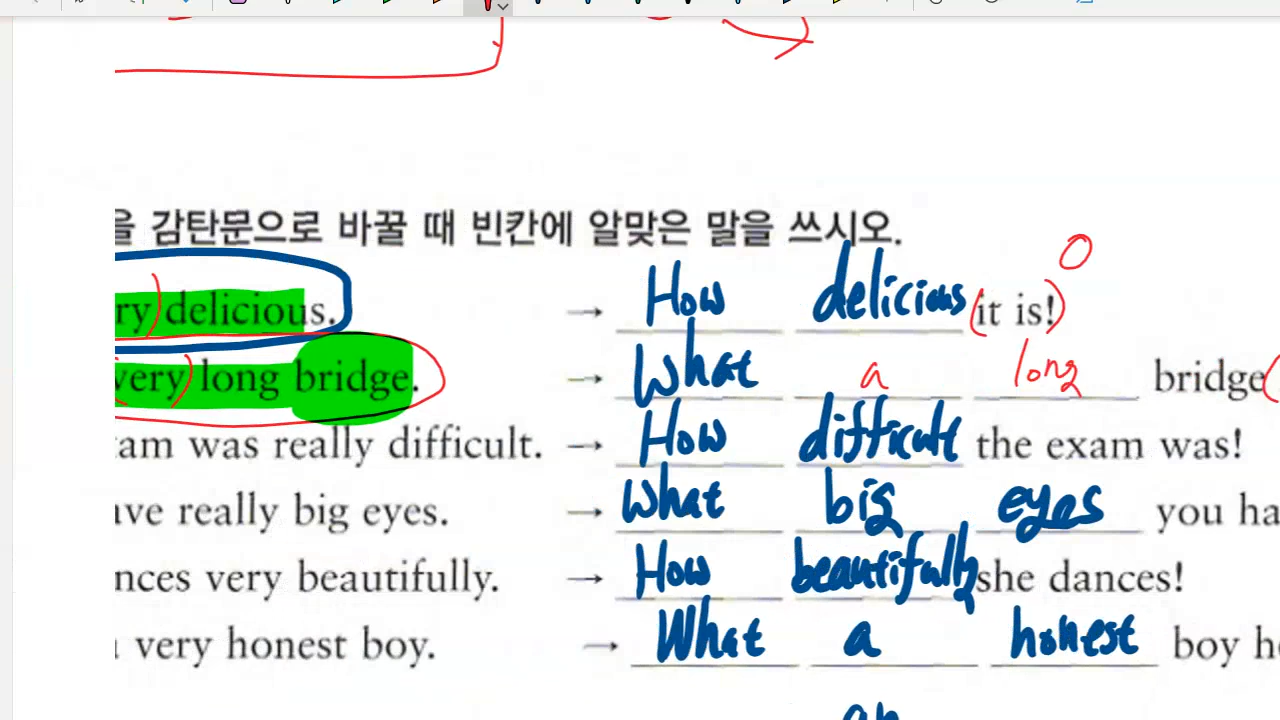 을 감탄문으로 바꿀 때 빈칸에 알맞은 말을 쓰시오.
ry) delicious. → How delicious (it is!) O
(very) long bridge. → What a long bridge (
am was really difficult. → How difficult the exam was!
ave really big eyes. → What big eyes you ha
nces very beautifully. → How beautifully she dances!
very honest boy. → What a honest boy h
an